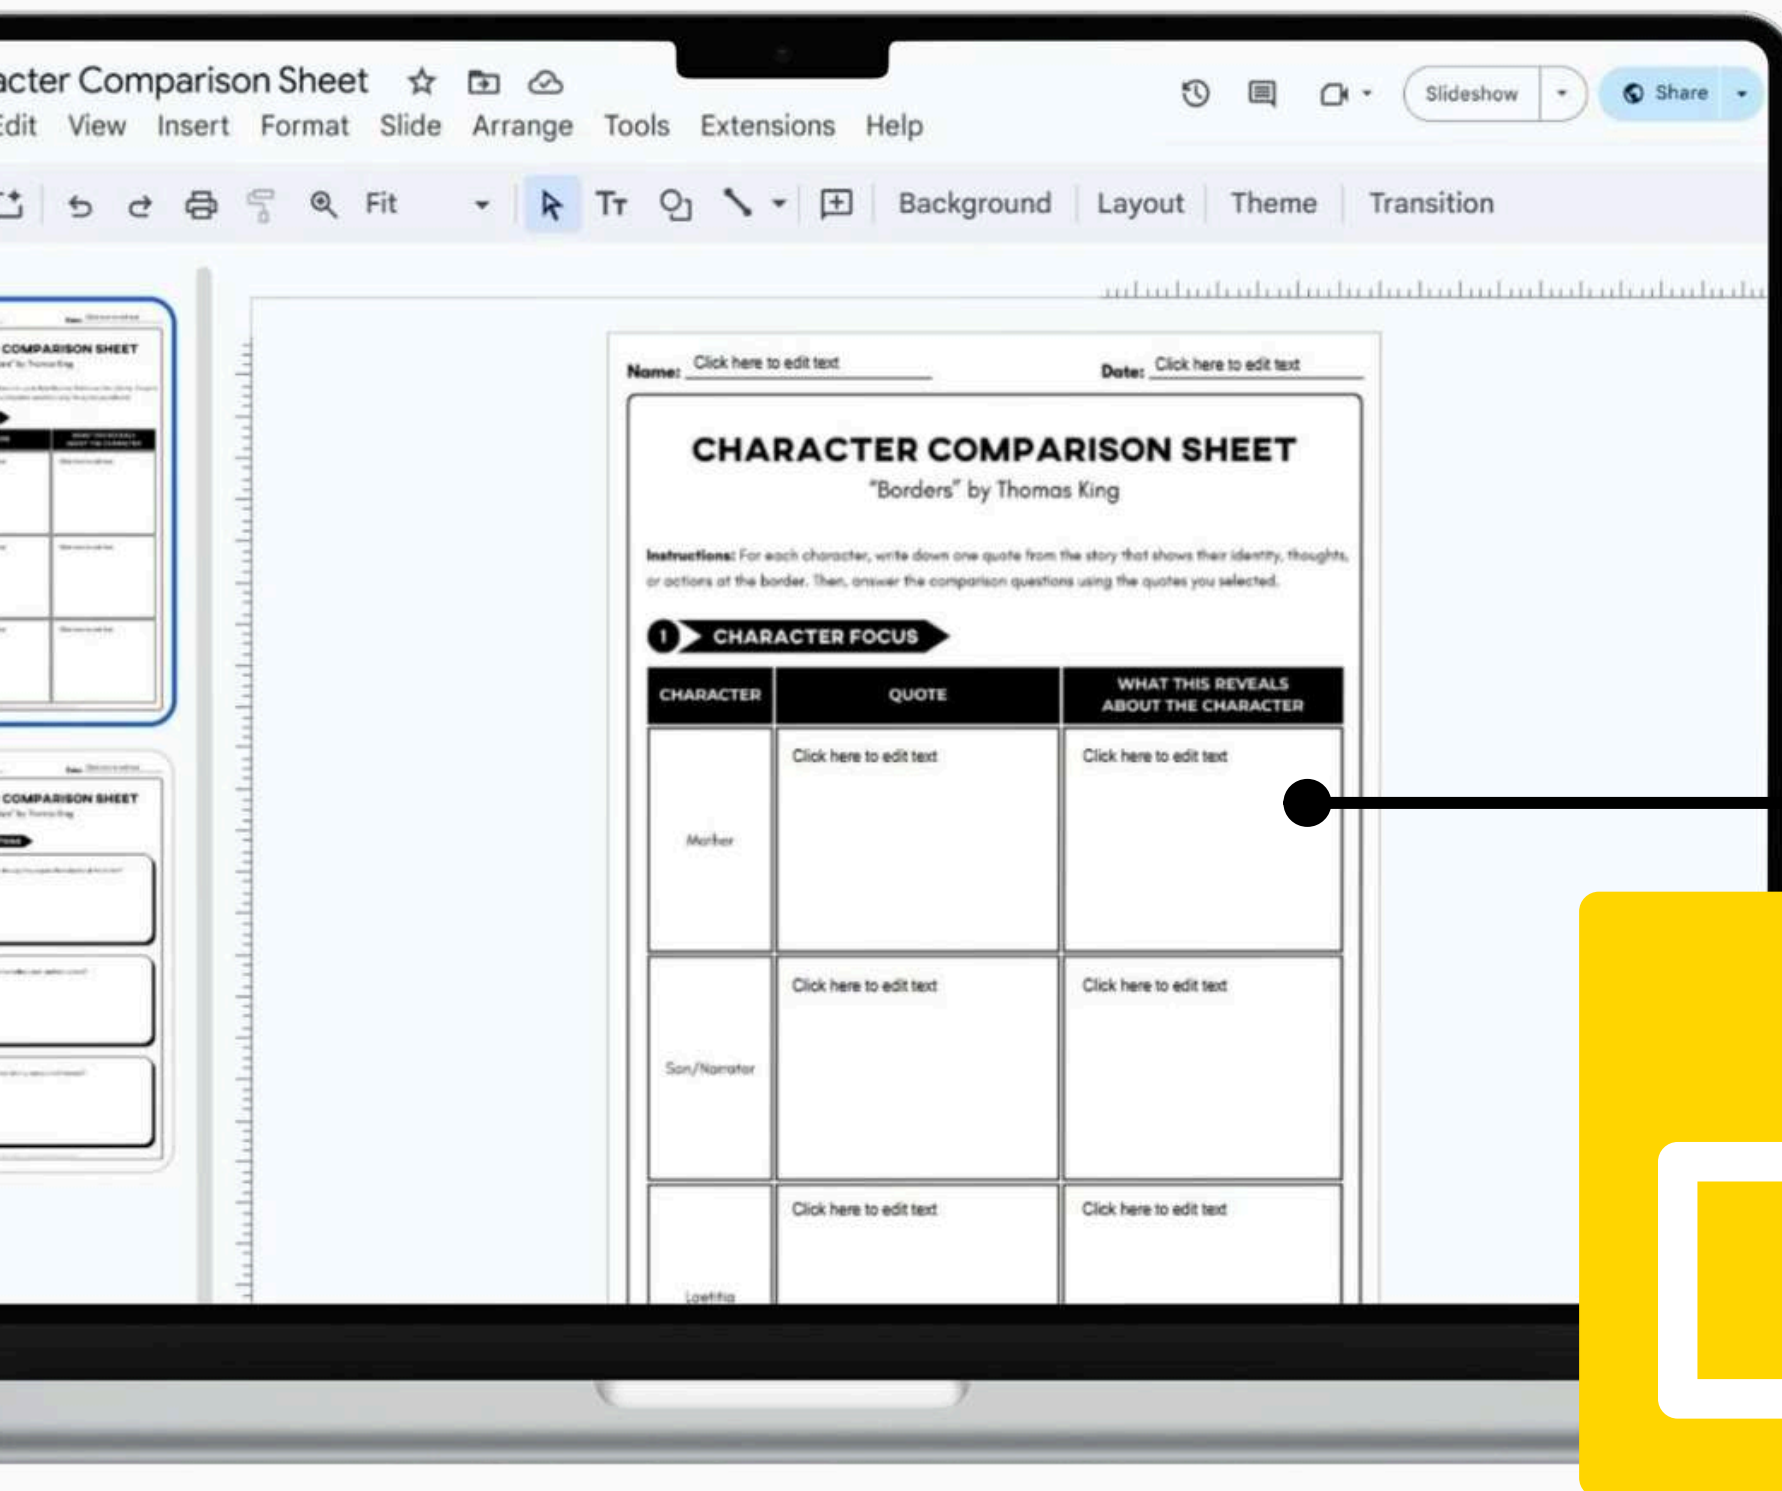 acter Comparison Sheet
Edit View Insert Format Slide Arrange Tools Extensions Help
Slideshow
Share
Fit
Background Layout Theme Transition
COMPARISON SHEET
COMPARISON SHEET
Name: Click here to edit text
Date: Click here to edit text
CHARACTER COMPARISON SHEET
"Borders" by Thomas King
Instructions: For each character, write down one quote from the story that shows their identity, thoughts,
or actions at the border. Then, answer the comparison questions using the quotes you selected.
1 CHARACTER FOCUS
CHARACTER QUOTE WHAT THIS REVEALS
ABOUT THE CHARACTER
Click here to edit text Click here to edit text
Mother
Click here to edit text Click here to edit text
Son/Narrator
Click here to edit text Click here to edit text
Laetitia